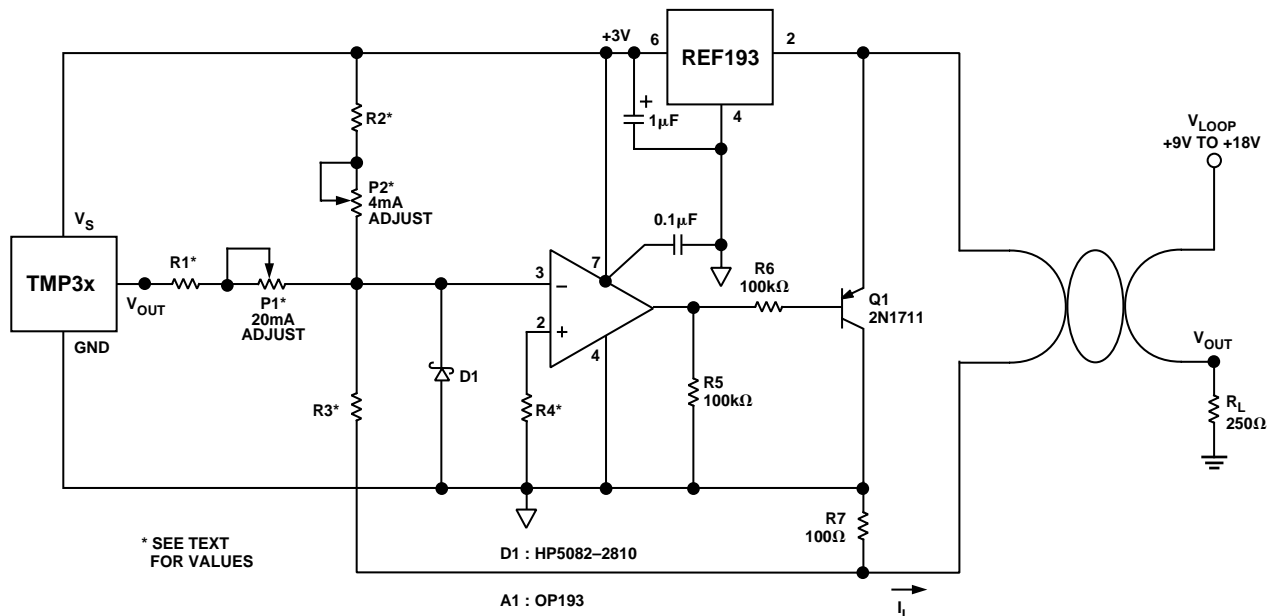 +3V
6
REF193
2
4
R2*
+
1µF
V_LOOP
+9V TO +18V
P2*
4mA
ADJUST
0.1µF
V_S
TMP3x
R1*
V_OUT
P1*
20mA
ADJUST
GND
3
−
7
2
+
4
R6
100kΩ
Q1
2N1711
V_OUT
D1
R3*
R4*
R5
100kΩ
R_L
250Ω
R7
100Ω
* SEE TEXT
FOR VALUES
D1 : HP5082–2810
A1 : OP193
I_L